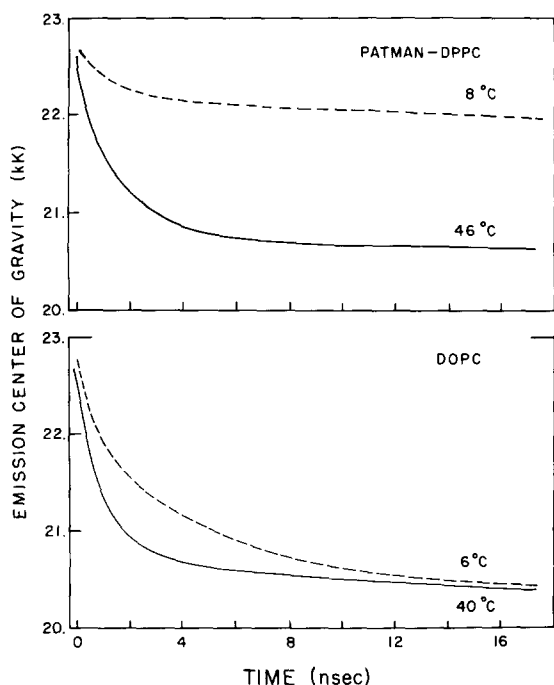 23.
PATMAN-DPPC
8°C
22.
46°C
21.
20.
23.
DOPC
22.
21.
6°C
40°C
20.
0 4 8 12 16
TIME (nsec)
EMISSION CENTER OF GRAVITY (kK)